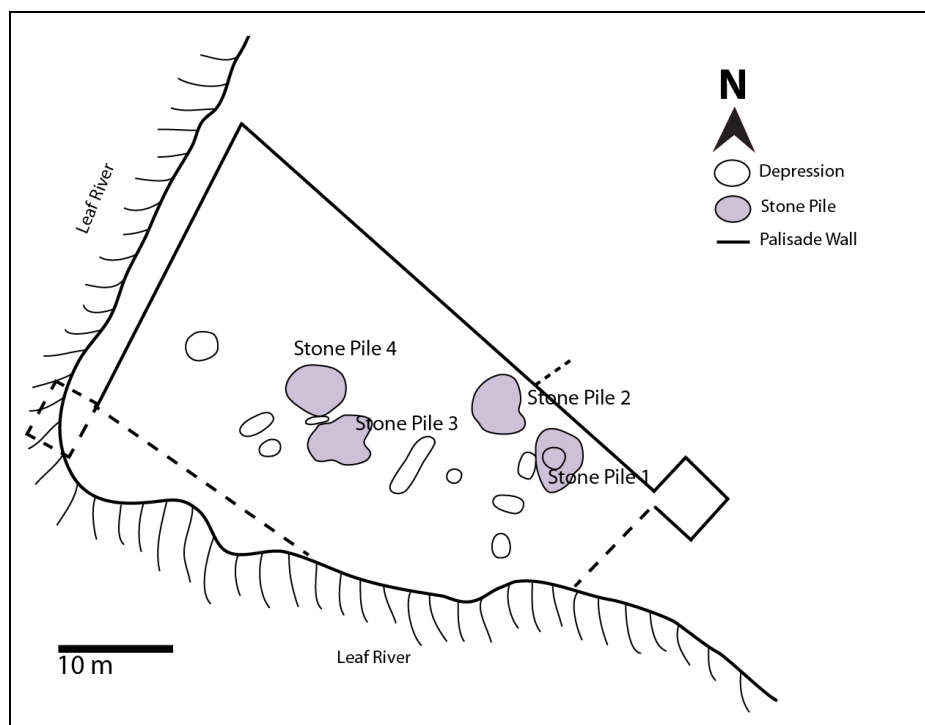 N
Depression
Stone Pile
Palisade Wall
Leaf River
Stone Pile 4
Stone Pile 2
Stone Pile 3
Stone Pile 1
Leaf River
10 m